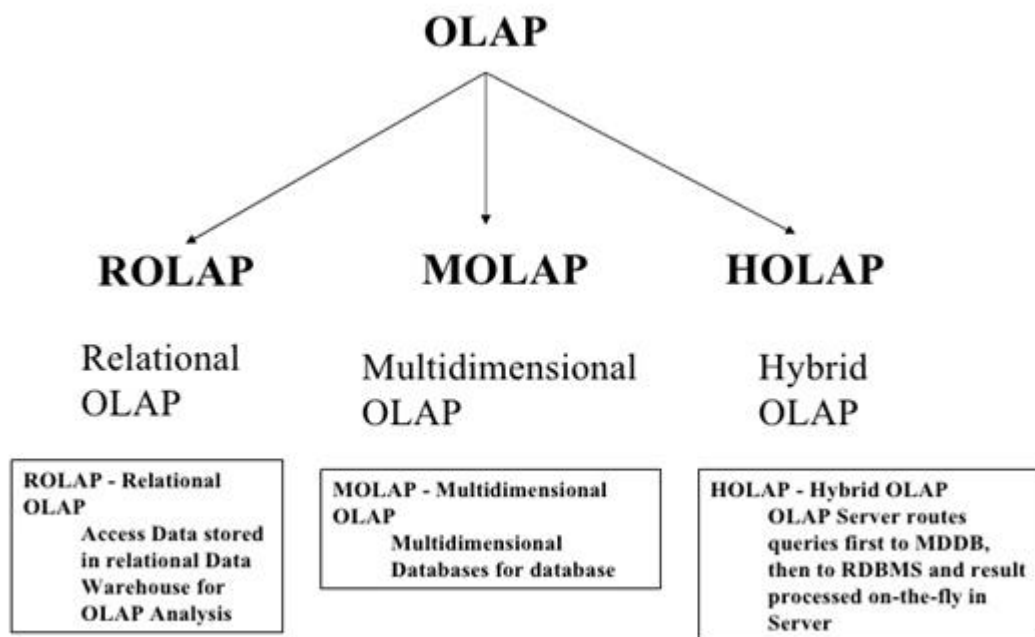 OLAP
ROLAP
MOLAP
HOLAP
Relational
OLAP
Multidimensional
OLAP
Hybrid
OLAP
ROLAP - Relational
OLAP
Access Data stored
in relational Data
Warehouse for
OLAP Analysis
MOLAP - Multidimensional
OLAP
Multidimensional
Databases for database
HOLAP - Hybrid OLAP
OLAP Server routes
queries first to MDDB,
then to RDBMS and result
processed on-the-fly in
Server